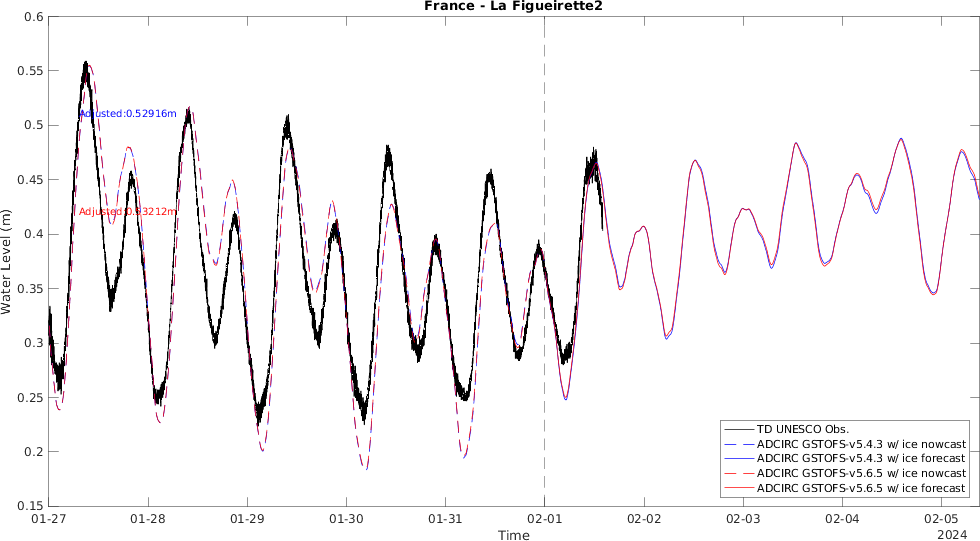 France - La Figueirette2
0.6
0.55
0.5
0.45
0.4
0.35
0.3
0.25
0.2
0.15
Water Level (m)
Adjusted:0.52916m
Adjusted:0.93212m
TD UNESCO Obs.
ADCIRC GSTOFS-v5.4.3 w/ ice nowcast
ADCIRC GSTOFS-v5.4.3 w/ ice forecast
ADCIRC GSTOFS-v5.6.5 w/ ice nowcast
ADCIRC GSTOFS-v5.6.5 w/ ice forecast
01-27 01-28 01-29 01-30 01-31 02-01 02-02 02-03 02-04 02-05
Time
2024